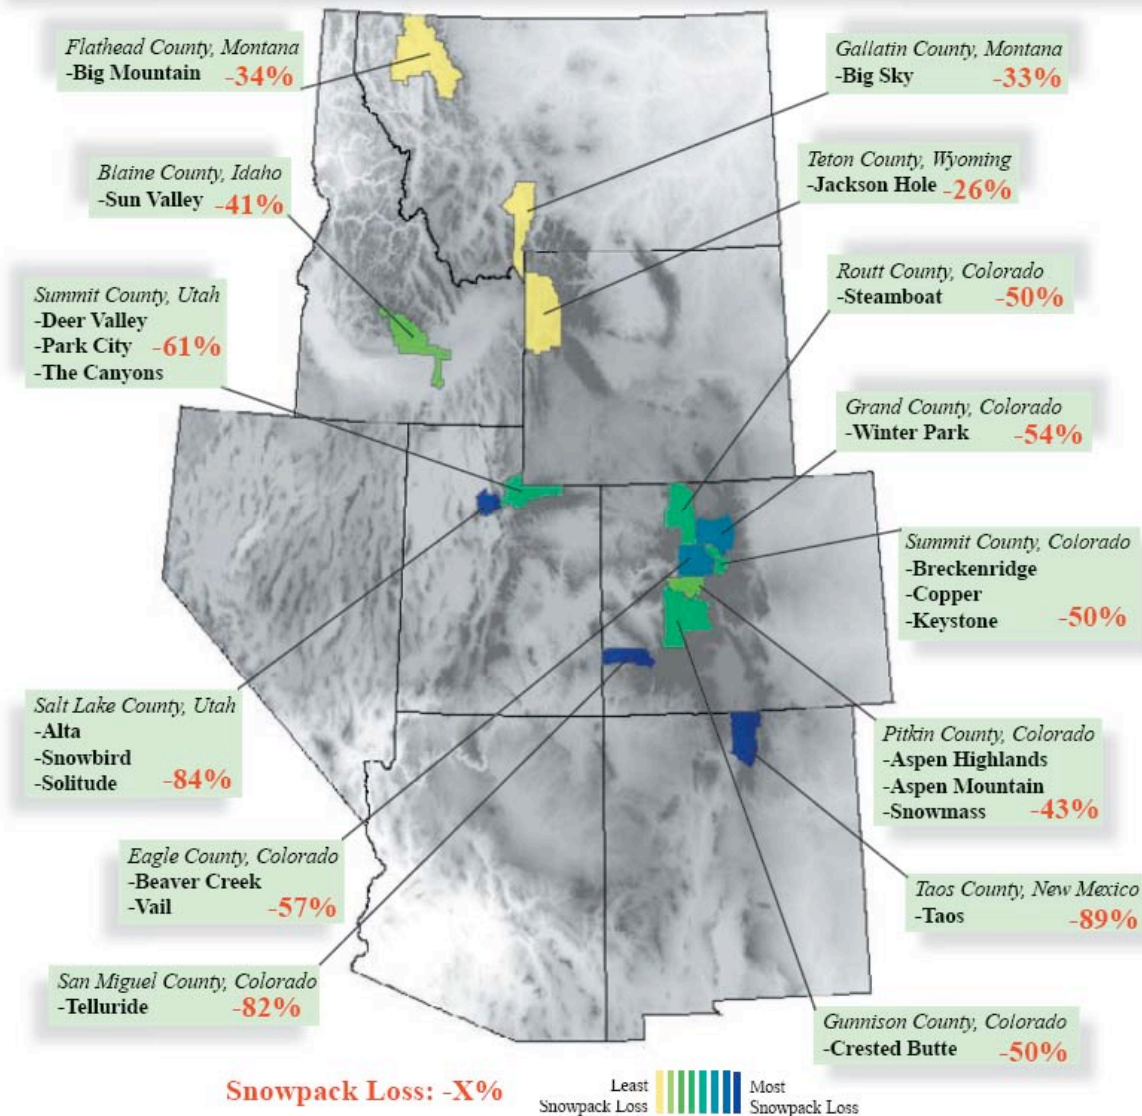 Flathead County, Montana
-Big Mountain -34%
Gallatin County, Montana
-Big Sky -33%
Blaine County, Idaho
-Sun Valley -41%
Teton County, Wyoming
-Jackson Hole -26%
Summit County, Utah
-Deer Valley
-Park City -61%
-The Canyons
Routt County, Colorado
-Steamboat -50%
Grand County, Colorado
-Winter Park -54%
Summit County, Colorado
-Breckenridge
-Copper
-Keystone -50%
Salt Lake County, Utah
-Alta
-Snowbird
-Solitude -84%
Pitkin County, Colorado
-Aspen Highlands
-Aspen Mountain
-Snowmass -43%
Eagle County, Colorado
-Beaver Creek
-Vail -57%
Taos County, New Mexico
-Taos -89%
San Miguel County, Colorado
-Telluride -82%
Gunnison County, Colorado
-Crested Butte -50%
Snowpack Loss: -X%
Least
Snowpack Loss
Most
Snowpack Loss